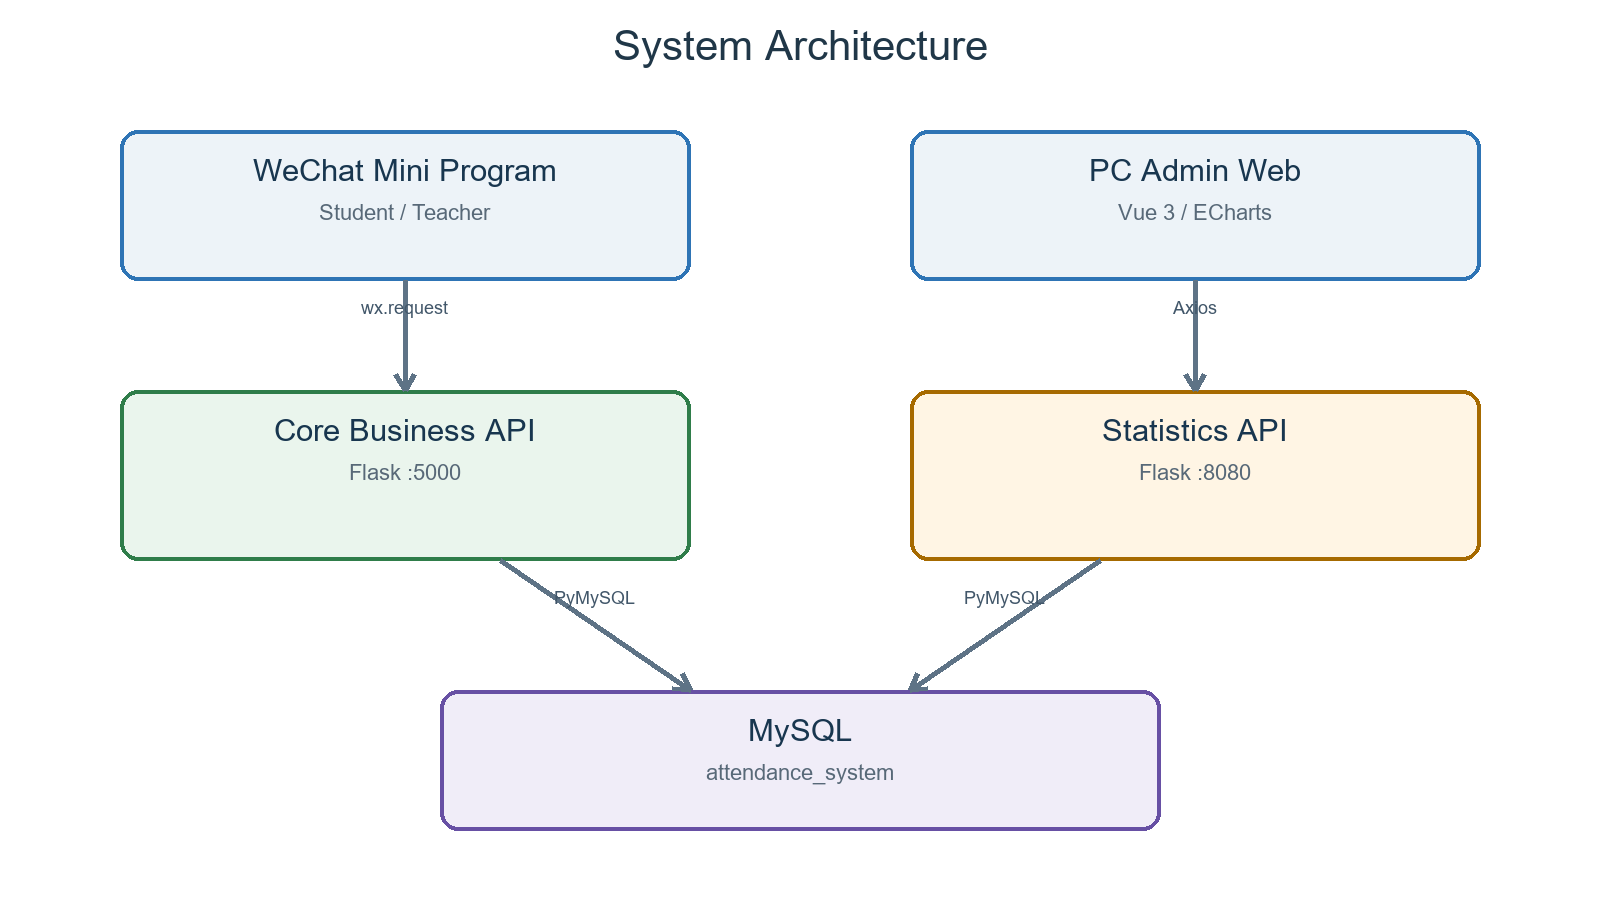 System Architecture
WeChat Mini Program
Student / Teacher
PC Admin Web
Vue 3 / ECharts
wx.request
Axios
Core Business API
Flask :5000
Statistics API
Flask :8080
PyMySQL
PyMySQL
MySQL
attendance_system